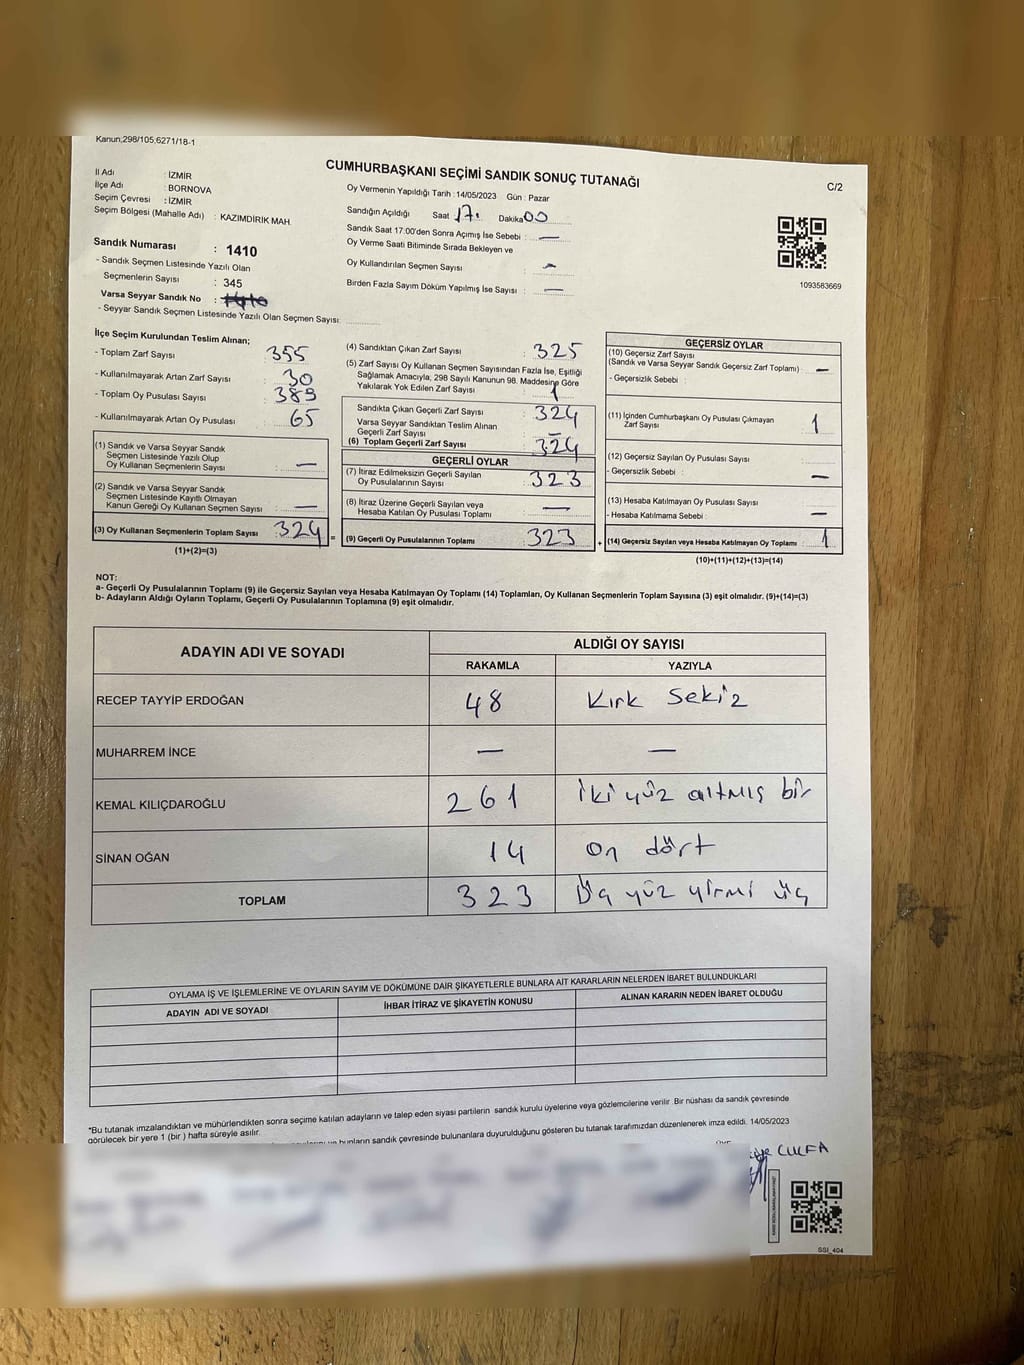 Kanun;298/105,6271/18-1
CUMHURBAŞKANI SEÇİMİ SANDIK SONUÇ TUTANAĞI
C/2
İl Adı : İZMİR
İlçe Adı : BORNOVA
Seçim Çevresi : İZMİR
Seçim Bölgesi (Mahalle Adı) : KAZIMDİRİK MAH.
Sandık Numarası : 1410
- Sandık Seçmen Listesinde Yazılı Olan
Seçmenlerin Sayısı : 345
Varsa Seyyar Sandık No :
- Seyyar Sandık Seçmen Listesinde Yazılı Olan Seçmen Sayısı:
Oy Vermenin Yapıldığı Tarih : 14/05/2023 Gün : Pazar
Sandığın Açıldığı Saat 17. Dakika 00
Sandık Saat 17:00'den Sonra Açımış İse Sebebi : —
Oy Verme Saati Bitiminde Sırada Bekleyen ve
Oy Kullandırılan Seçmen Sayısı : —
Birden Fazla Sayım Döküm Yapılmış İse Sayısı : —
1093583669
İlçe Seçim Kurulundan Teslim Alınan;
- Toplam Zarf Sayısı : 355
- Kullanılmayarak Artan Zarf Sayısı : 30
- Toplam Oy Pusulası Sayısı : 389
- Kullanılmayarak Artan Oy Pusulası : 65
(1) Sandık ve Varsa Seyyar Sandık
Seçmen Listesinde Yazılı Olup
Oy Kullanan Seçmenlerin Sayısı : —
(2) Sandık ve Varsa Seyyar Sandık
Seçmen Listesinde Kayıtlı Olmayan
Kanun Gereği Oy Kullanan Seçmen Sayısı : —
(3) Oy Kullanan Seçmenlerin Toplam Sayısı : 324 =
(1)+(2)=(3)
(4) Sandıktan Çıkan Zarf Sayısı : 325
(5) Zarf Sayısı Oy Kullanan Seçmen Sayısından Fazla İse, Eşitliği
Sağlamak Amacıyla, 298 Sayılı Kanunun 98. Maddesine Göre
Yakılarak Yok Edilen Zarf Sayısı : 1
Sandıkta Çıkan Geçerli Zarf Sayısı : 324
Varsa Seyyar Sandıktan Teslim Alınan
Geçerli Zarf Sayısı : —
(6) Toplam Geçerli Zarf Sayısı : 324
GEÇERLİ OYLAR
(7) İtiraz Edilmeksizin Geçerli Sayılan
Oy Pusulalarının Sayısı : 323
(8) İtiraz Üzerine Geçerli Sayılan veya
Hesaba Katılan Oy Pusulası Toplamı : —
(9) Geçerli Oy Pusulalarının Toplamı : 323 +
GEÇERSİZ OYLAR
(10) Geçersiz Zarf Sayısı
(Sandık ve Varsa Seyyar Sandık Geçersiz Zarf Toplamı) : —
- Geçersizlik Sebebi :
(11) İçinden Cumhurbaşkanı Oy Pusulası Çıkmayan
Zarf Sayısı : 1
(12) Geçersiz Sayılan Oy Pusulası Sayısı :
- Geçersizlik Sebebi : —
(13) Hesaba Katılmayan Oy Pusulası Sayısı
- Hesaba Katılmama Sebebi : —
(14) Geçersiz Sayılan veya Hesaba Katılmayan Oy Toplamı : 1
(10)+(11)+(12)+(13)=(14)
NOT:
a- Geçerli Oy Pusulalarının Toplamı (9) ile Geçersiz Sayılan veya Hesaba Katılmayan Oy Toplamı (14) Toplamları, Oy Kullanan Seçmenlerin Toplam Sayısına (3) eşit olmalıdır. (9)+(14)=(3)
b- Adayların Aldığı Oyların Toplamı, Geçerli Oy Pusulalarının Toplamına (9) eşit olmalıdır.
ADAYIN ADI VE SOYADI
ALDIĞI OY SAYISI
RAKAMLA YAZIYLA
RECEP TAYYİP ERDOĞAN 48 Kırk Sekiz
MUHARREM İNCE — —
KEMAL KILIÇDAROĞLU 261 iki yüz altmış bir
SİNAN OĞAN 14 on dört
TOPLAM 323 Üç yüz yirmi üç
OYLAMA İŞ VE İŞLEMLERİNE VE OYLARIN SAYIM VE DÖKÜMÜNE DAİR ŞİKAYETLERLE BUNLARA AİT KARARLARIN NELERDEN İBARET BULUNDUKLARI
ADAYIN ADI VE SOYADI İHBAR İTİRAZ VE ŞİKAYETİN KONUSU ALINAN KARARIN NEDEN İBARET OLDUĞU
*Bu tutanak imzalandıktan ve mühürlendikten sonra seçime katılan adayların ve talep eden siyasi partilerin sandık kurulu üyelerine veya gözlemcilerine verilir. Bir nüshası da sandık çevresinde
görülecek bir yere 1 (bir) hafta süreyle asılır.
bunların sandık çevresinde bulunanlara duyurulduğunu gösteren bu tutanak tarafımızdan düzenlenerek imza edildi. 14/05/2023
SSI_404